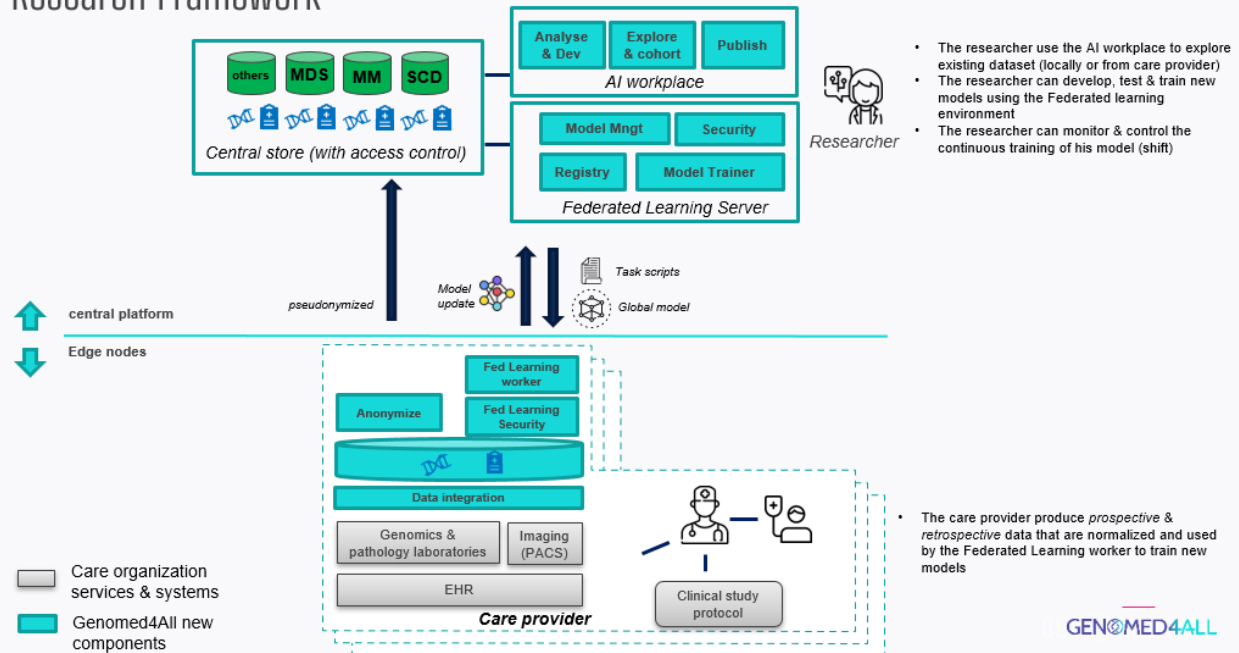 Research Framework
others
MDS
MM
SCD
Central store (with access control)
Analyse
& Dev
Explore
& cohort
Publish
AI workplace
Model Mngt
Security
Registry
Model Trainer
Federated Learning Server
Researcher
• The researcher use the AI workplace to explore
existing dataset (locally or from care provider)
• The researcher can develop, test & train new
models using the Federated learning
environment
• The researcher can monitor & control the
continuous training of his model (shift)
pseudonymized
Model
update
Task scripts
Global model
central platform
Edge nodes
Fed Learning
worker
Anonymize
Fed Learning
Security
Data integration
Genomics &
pathology laboratories
Imaging
(PACS)
EHR
Care provider
Clinical study
protocol
• The care provider produce prospective &
retrospective data that are normalized and used
by the Federated Learning worker to train new
models
Care organization
services & systems
Genomed4All new
components
GENOMED4ALL